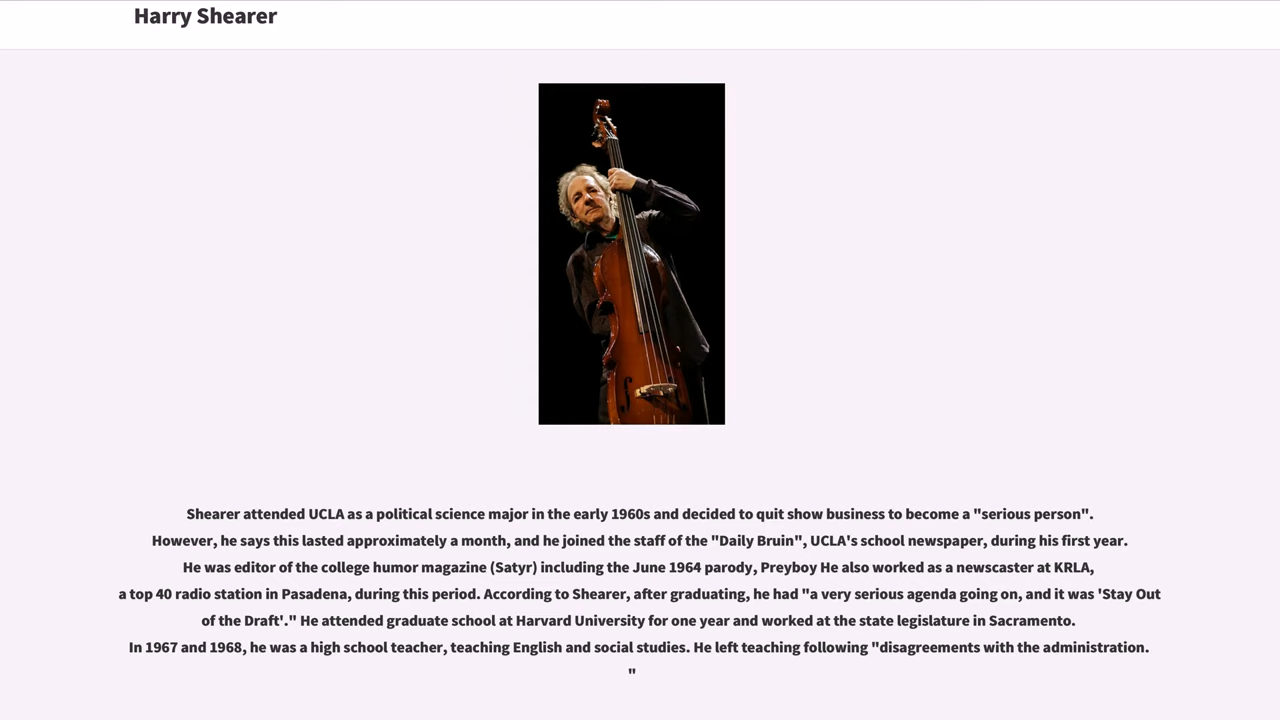 Harry Shearer
Shearer attended UCLA as a political science major in the early 1960s and decided to quit show business to become a "serious person".
However, he says this lasted approximately a month, and he joined the staff of the "Daily Bruin", UCLA's school newspaper, during his first year.
He was editor of the college humor magazine (Satyr) including the June 1964 parody, Preyboy He also worked as a newscaster at KRLA,
a top 40 radio station in Pasadena, during this period. According to Shearer, after graduating, he had "a very serious agenda going on, and it was 'Stay Out
of the Draft'." He attended graduate school at Harvard University for one year and worked at the state legislature in Sacramento.
In 1967 and 1968, he was a high school teacher, teaching English and social studies. He left teaching following "disagreements with the administration.
"